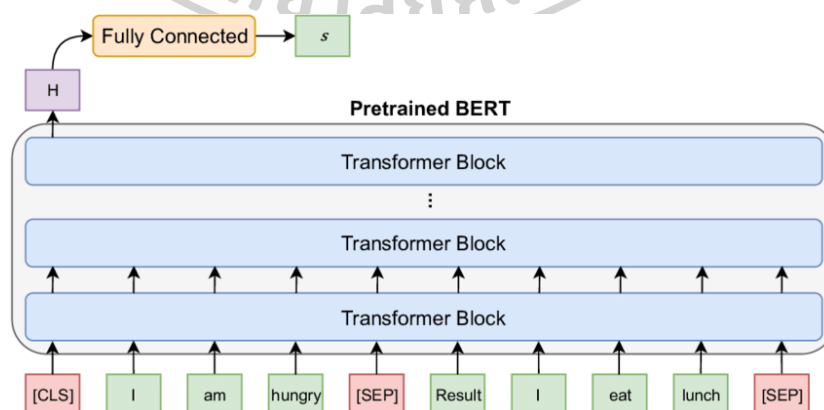 Fully Connected s
H
Pretrained BERT
Transformer Block
⋮
Transformer Block
Transformer Block
[CLS] I am hungry [SEP] Result I eat lunch [SEP]